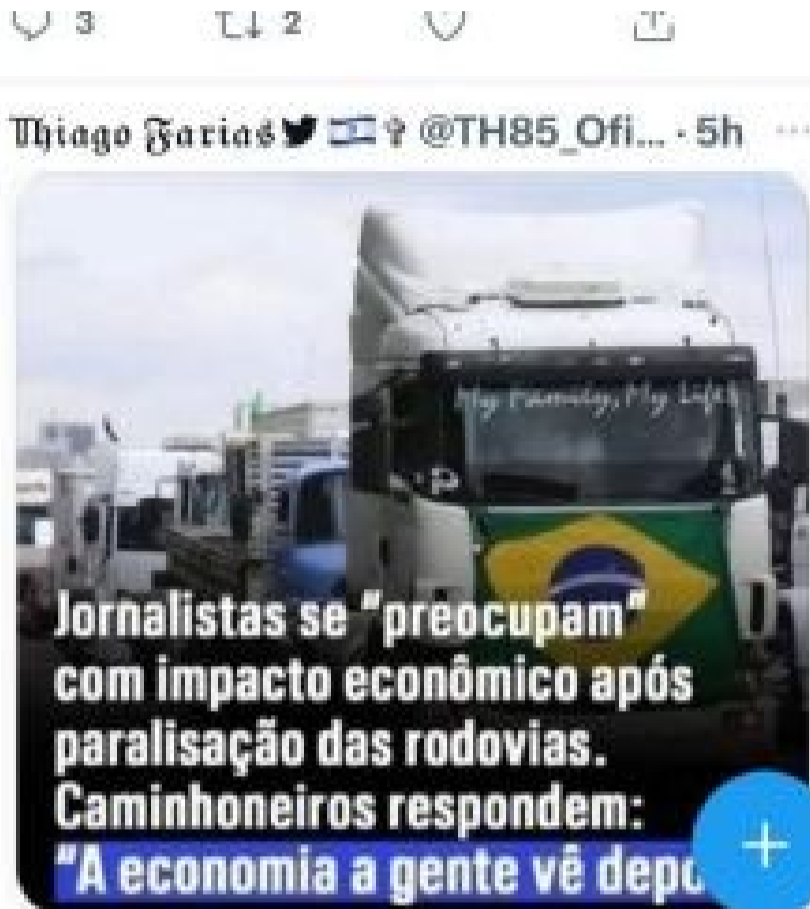 3 2
Thiago Farias @TH85_Ofi... · 5h ...
My Family, My Life
Jornalistas se "preocupam"
com impacto econômico após
paralisação das rodovias.
Caminhoneiros respondem:
"A economia a gente vê depo